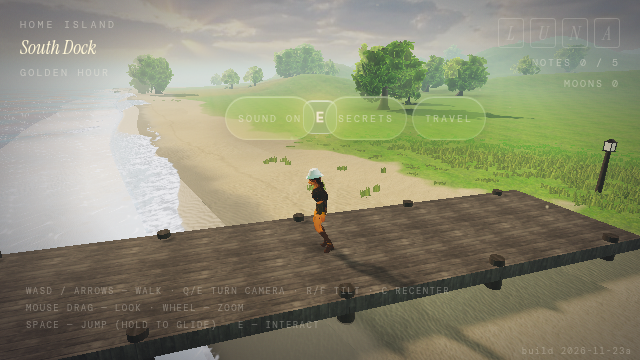 HOME ISLAND
South Dock
GOLDEN HOUR
LUNA
NOTES 0 / 5
MOONS 0
SOUND ON
E
SECRETS
TRAVEL
WASD / ARROWS — WALK · Q/E TURN CAMERA · R/F TILT · C RECENTER
MOUSE DRAG — LOOK · WHEEL — ZOOM
SPACE — JUMP (HOLD TO GLIDE) · E — INTERACT
build 2026-11-23a